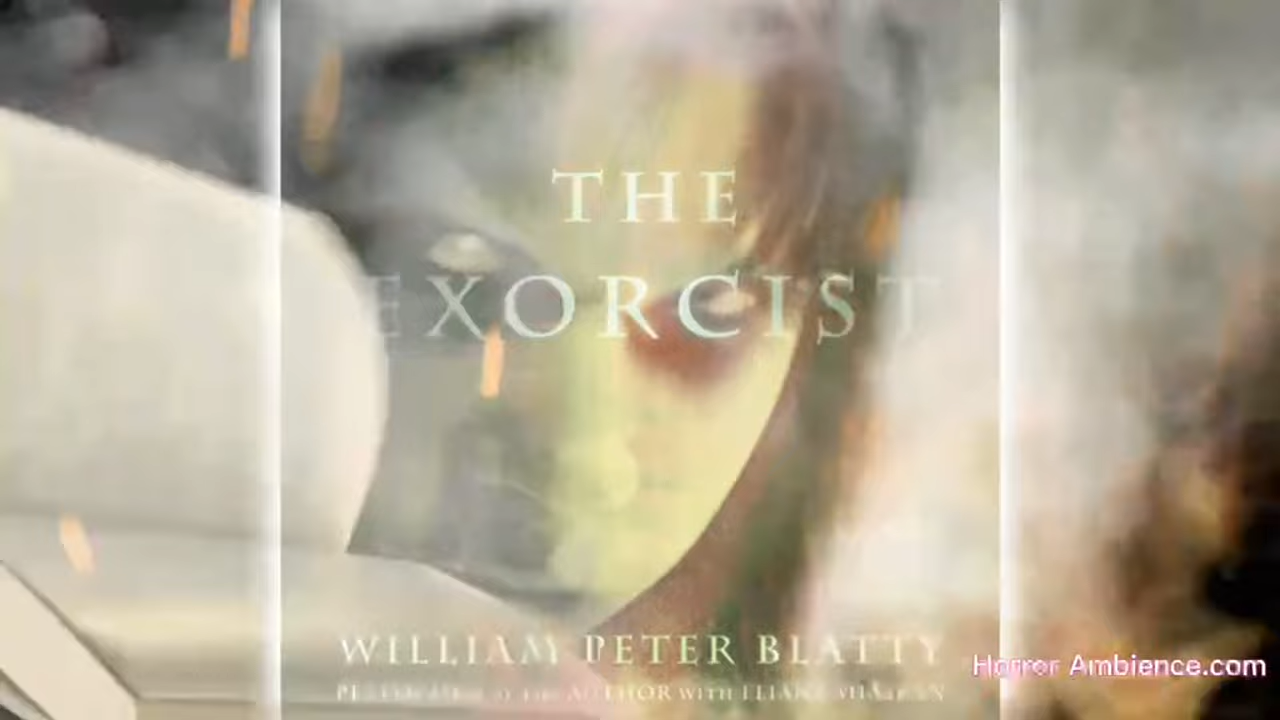 THE
EXORCIST
WILLIAM PETER BLATTY
AUTHOR WITH
Horror Ambience.com